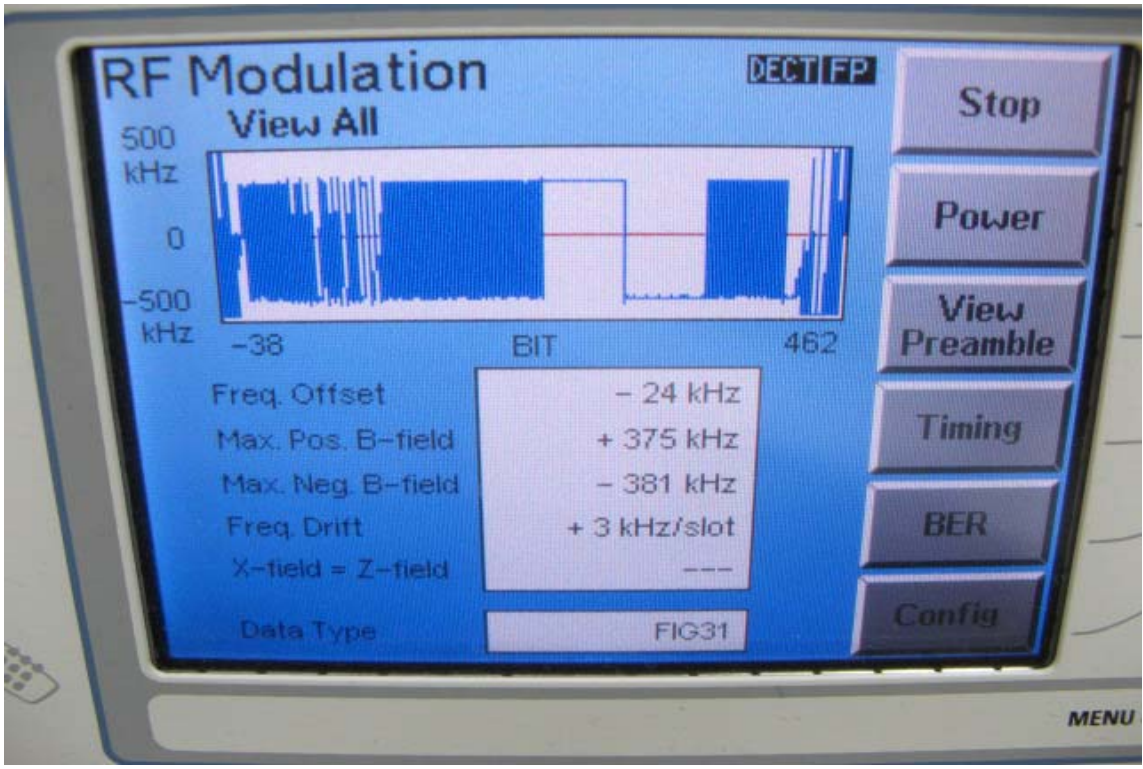 RF Modulation
DECT FP
View All
500
kHz
0
-500
kHz
-38
BIT
462
Freq. Offset
- 24 kHz
Max. Pos. B-field
+ 375 kHz
Max. Neg. B-field
- 381 kHz
Freq. Drift
+ 3 kHz/slot
X-field = Z-field
---
Data Type
FIG31
Stop
Power
View
Preamble
Timing
BER
Config
MENU